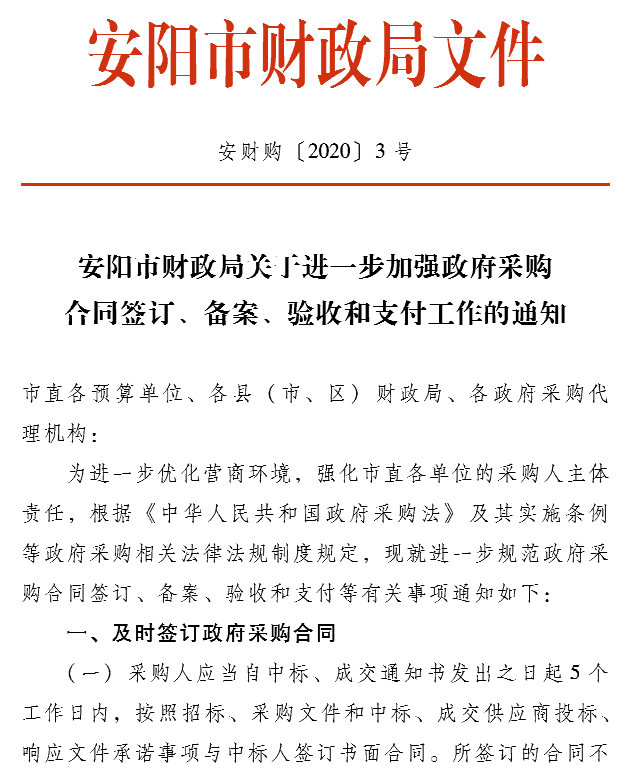 安阳市财政局文件
安财购〔2020〕3 号
安阳市财政局关于进一步加强政府采购
合同签订、备案、验收和支付工作的通知
市直各预算单位、各县（市、区）财政局、各政府采购代
理机构：
为进一步优化营商环境，强化市直各单位的采购人主体
责任，根据《中华人民共和国政府采购法》及其实施条例
等政府采购相关法律法规制度规定，现就进一步规范政府采
购合同签订、备案、验收和支付等有关事项通知如下：
一、及时签订政府采购合同
（一）采购人应当自中标、成交通知书发出之日起 5 个
工作日内，按照招标、采购文件和中标、成交供应商投标、
响应文件承诺事项与中标人签订书面合同。所签订的合同不